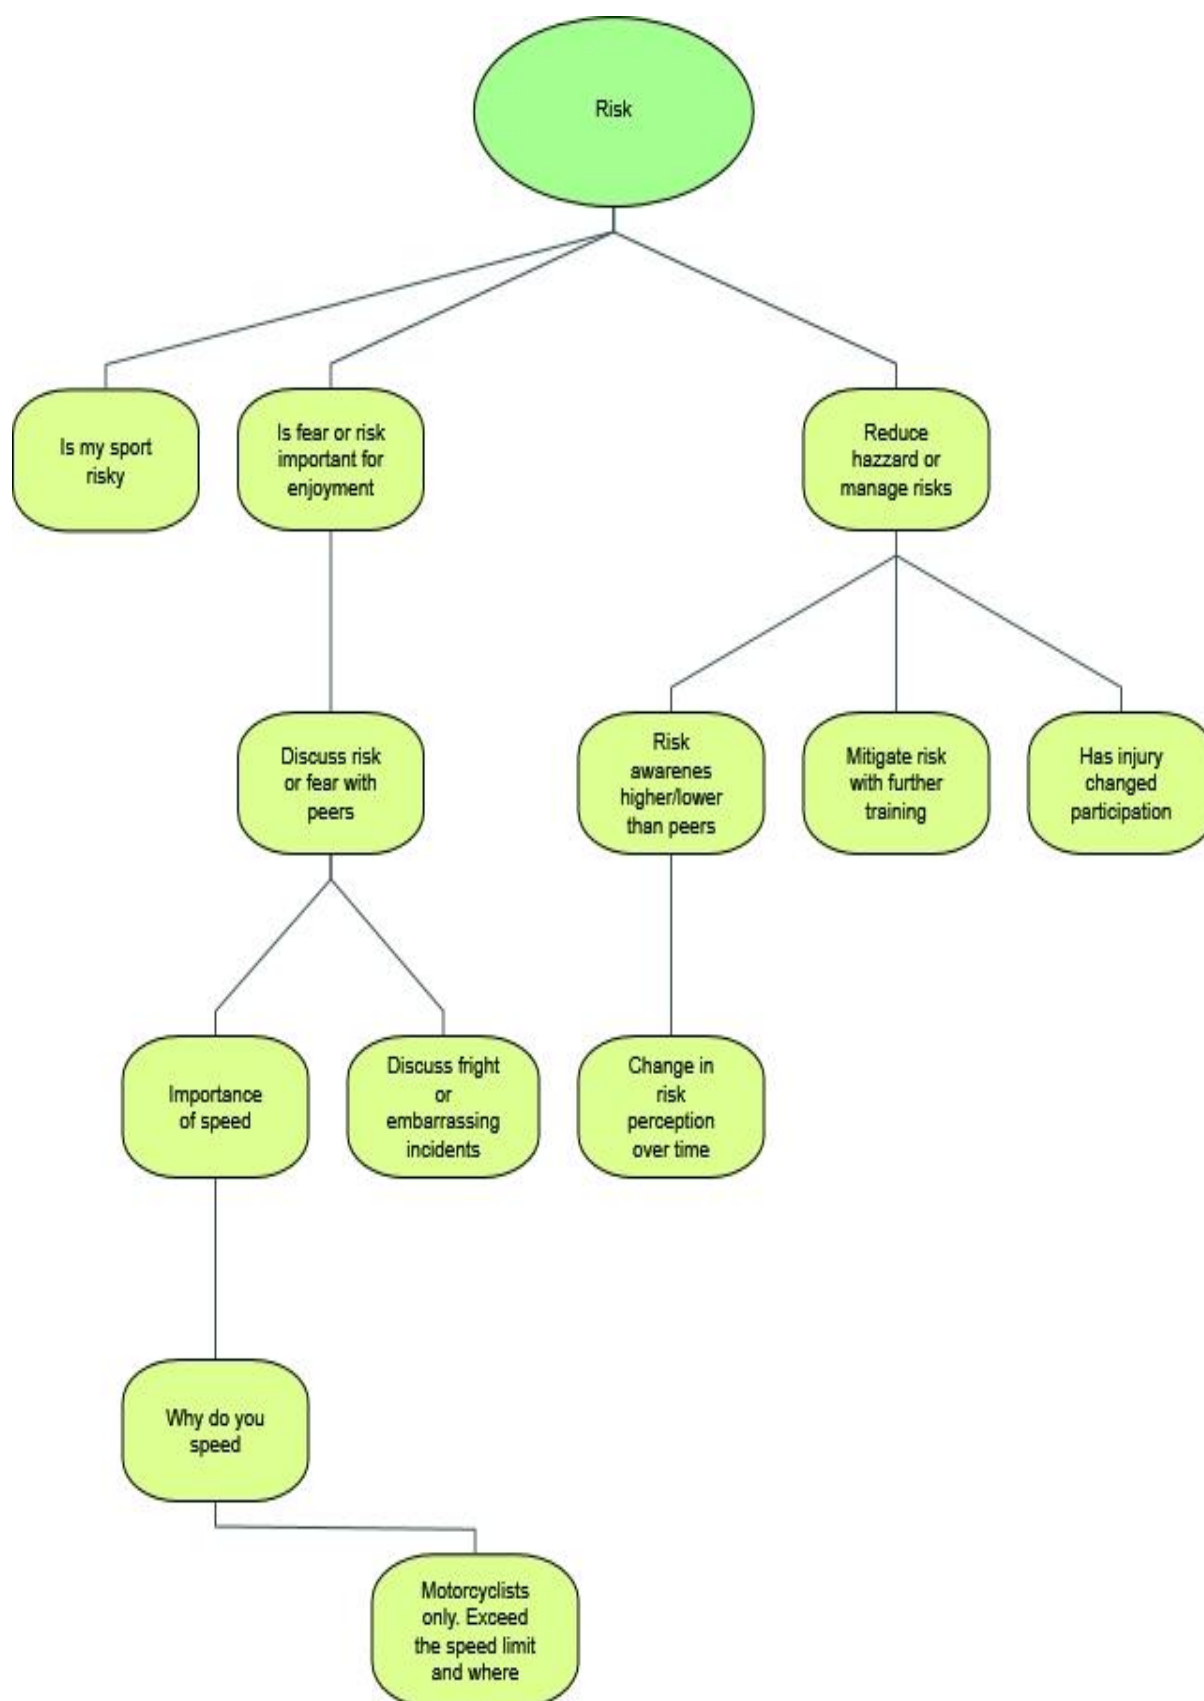 Risk
Is my sport
risky
Is fear or risk
important for
enjoyment
Reduce
hazzard or
manage risks
Discuss risk
or fear with
peers
Risk
awarenes
higher/lower
than peers
Mitigate risk
with further
training
Has injury
changed
participation
Importance
of speed
Discuss fright
or
embarrassing
incidents
Change in
risk
perception
over time
Why do you
speed
Motorcyclists
only. Exceed
the speed limit
and where